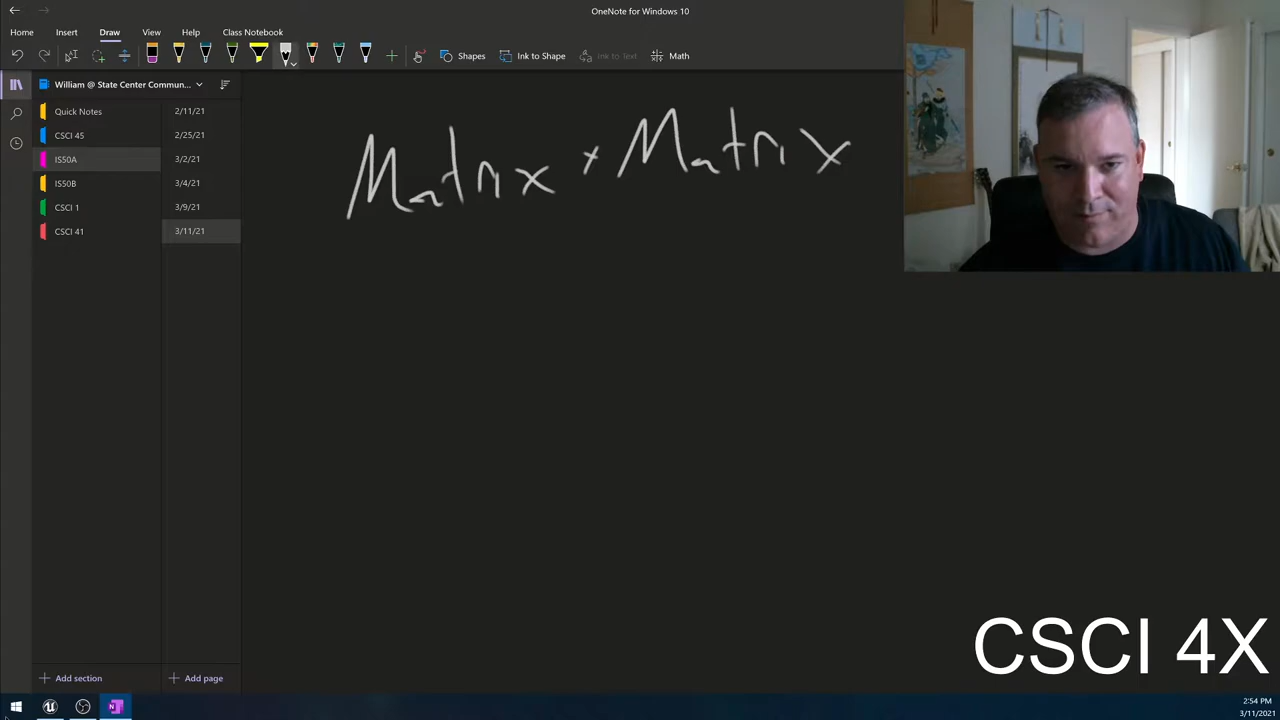 OneNote for Windows 10
Home Insert Draw View Help Class Notebook
Shapes Ink to Shape Ink to Text Math
William @ State Center Commun...
Quick Notes 2/11/21
CSCI 45 2/25/21
IS50A 3/2/21
IS50B 3/4/21
CSCI 1 3/9/21
CSCI 41 3/11/21
Matrix * Matrix
CSCI 4X
Add section Add page
2:54 PM
3/11/2021